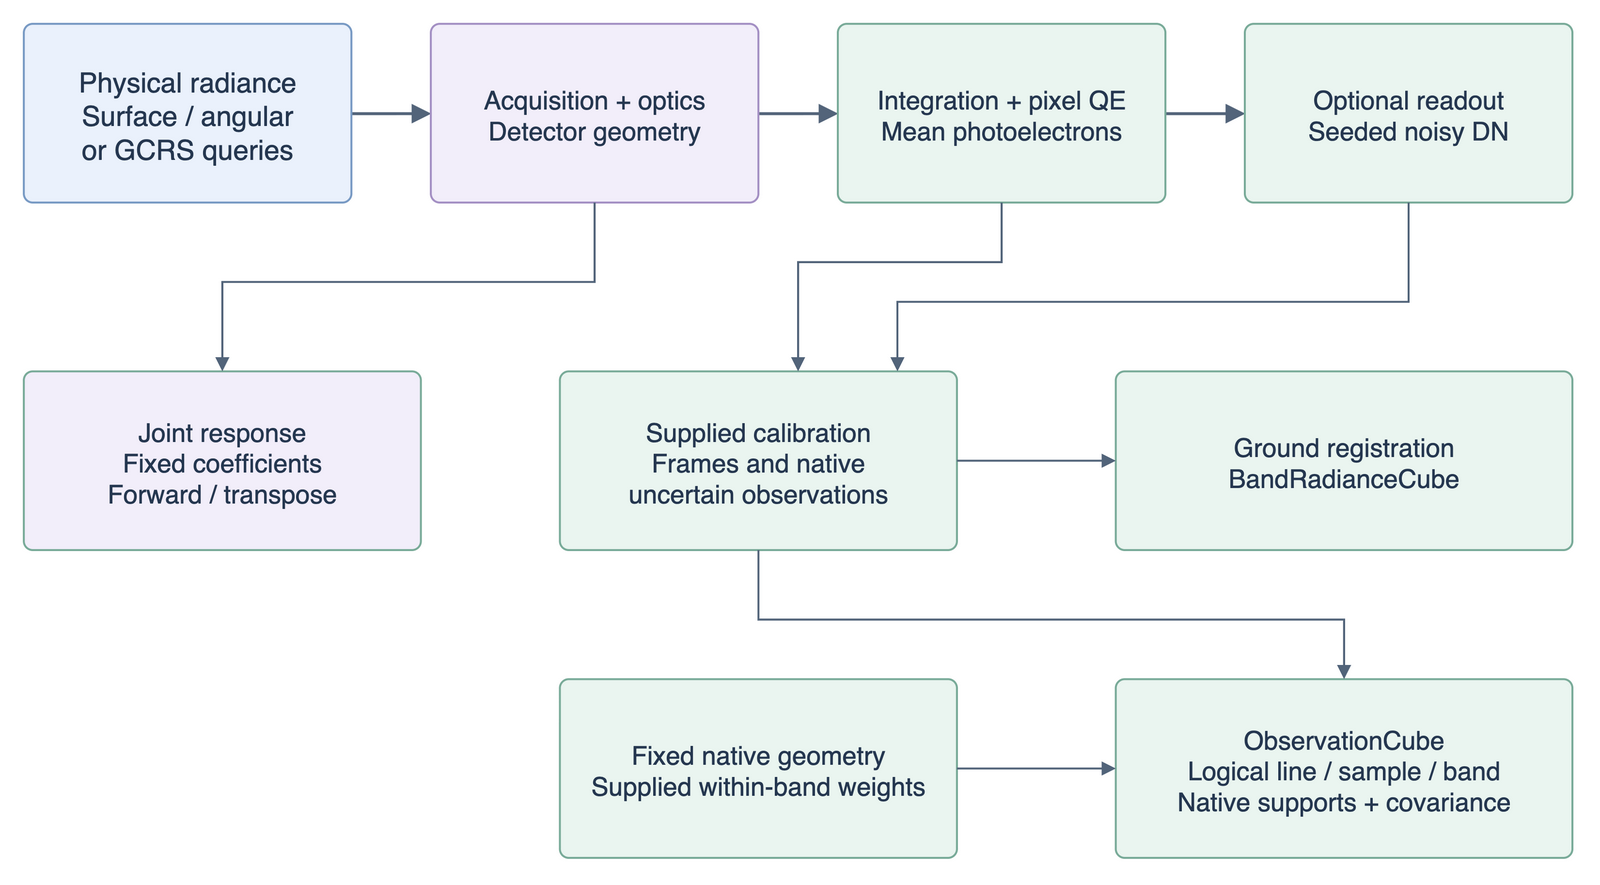 Physical radiance
Surface / angular
or GCRS queries
Acquisition + optics
Detector geometry
Integration + pixel QE
Mean photoelectrons
Optional readout
Seeded noisy DN
Joint response
Fixed coefficients
Forward / transpose
Supplied calibration
Frames and native
uncertain observations
Ground registration
BandRadianceCube
Fixed native geometry
Supplied within-band weights
ObservationCube
Logical line / sample / band
Native supports + covariance